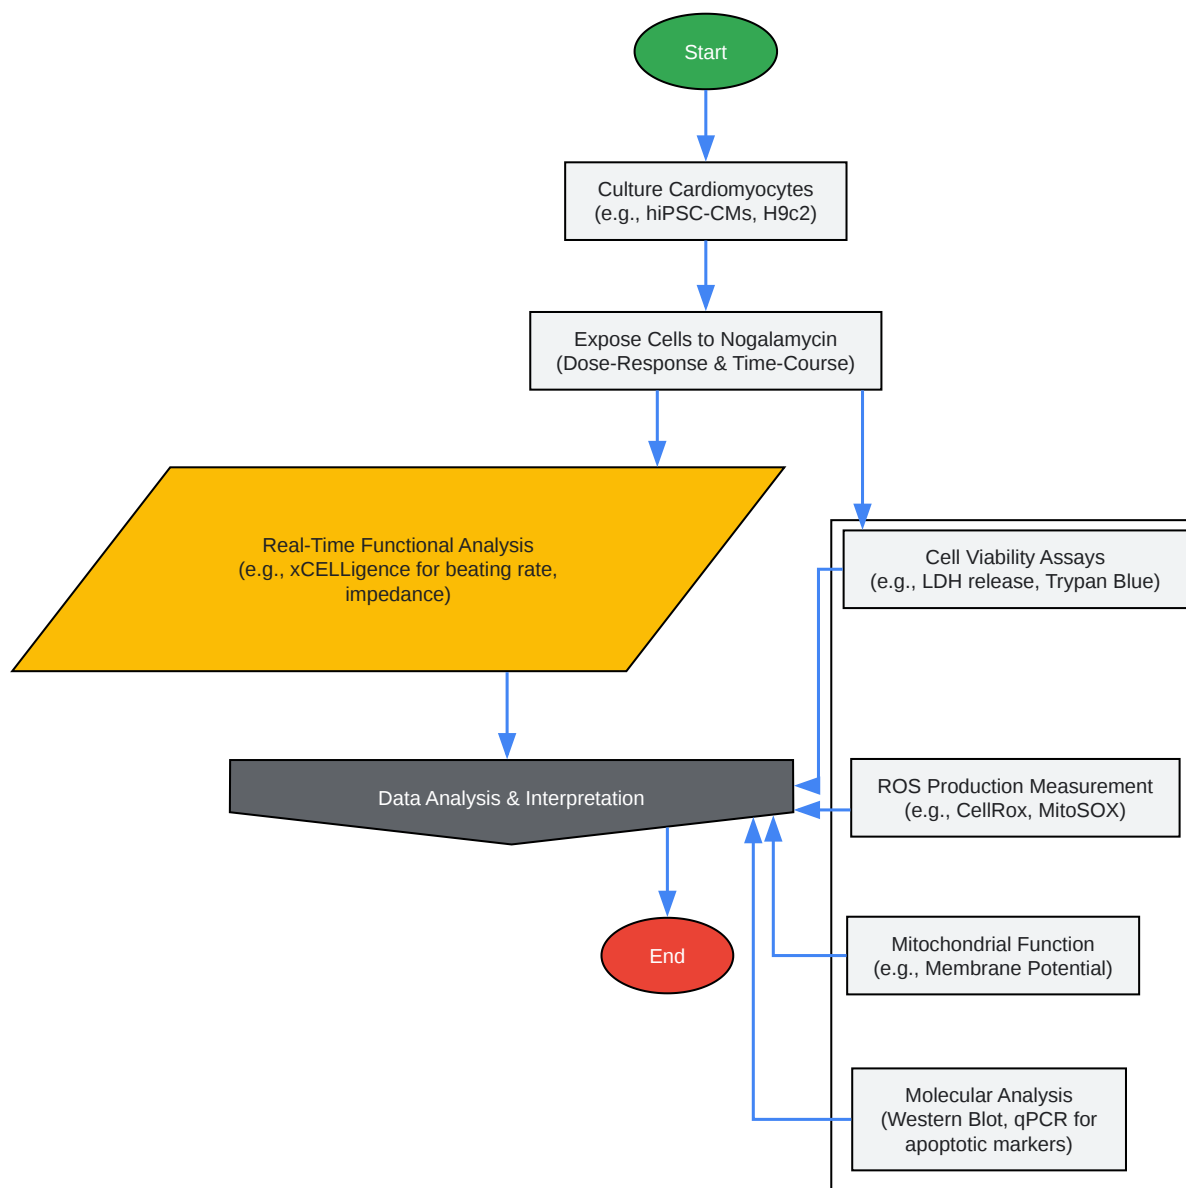 Start
Culture Cardiomyocytes
(e.g., hiPSC-CMs, H9c2)
Expose Cells to Nogalamycin
(Dose-Response & Time-Course)
Real-Time Functional Analysis
(e.g., xCELLigence for beating rate,
impedance)
Cell Viability Assays
(e.g., LDH release, Trypan Blue)
ROS Production Measurement
(e.g., CellRox, MitoSOX)
Data Analysis & Interpretation
Mitochondrial Function
(e.g., Membrane Potential)
End
Molecular Analysis
(Western Blot, qPCR for
apoptotic markers)